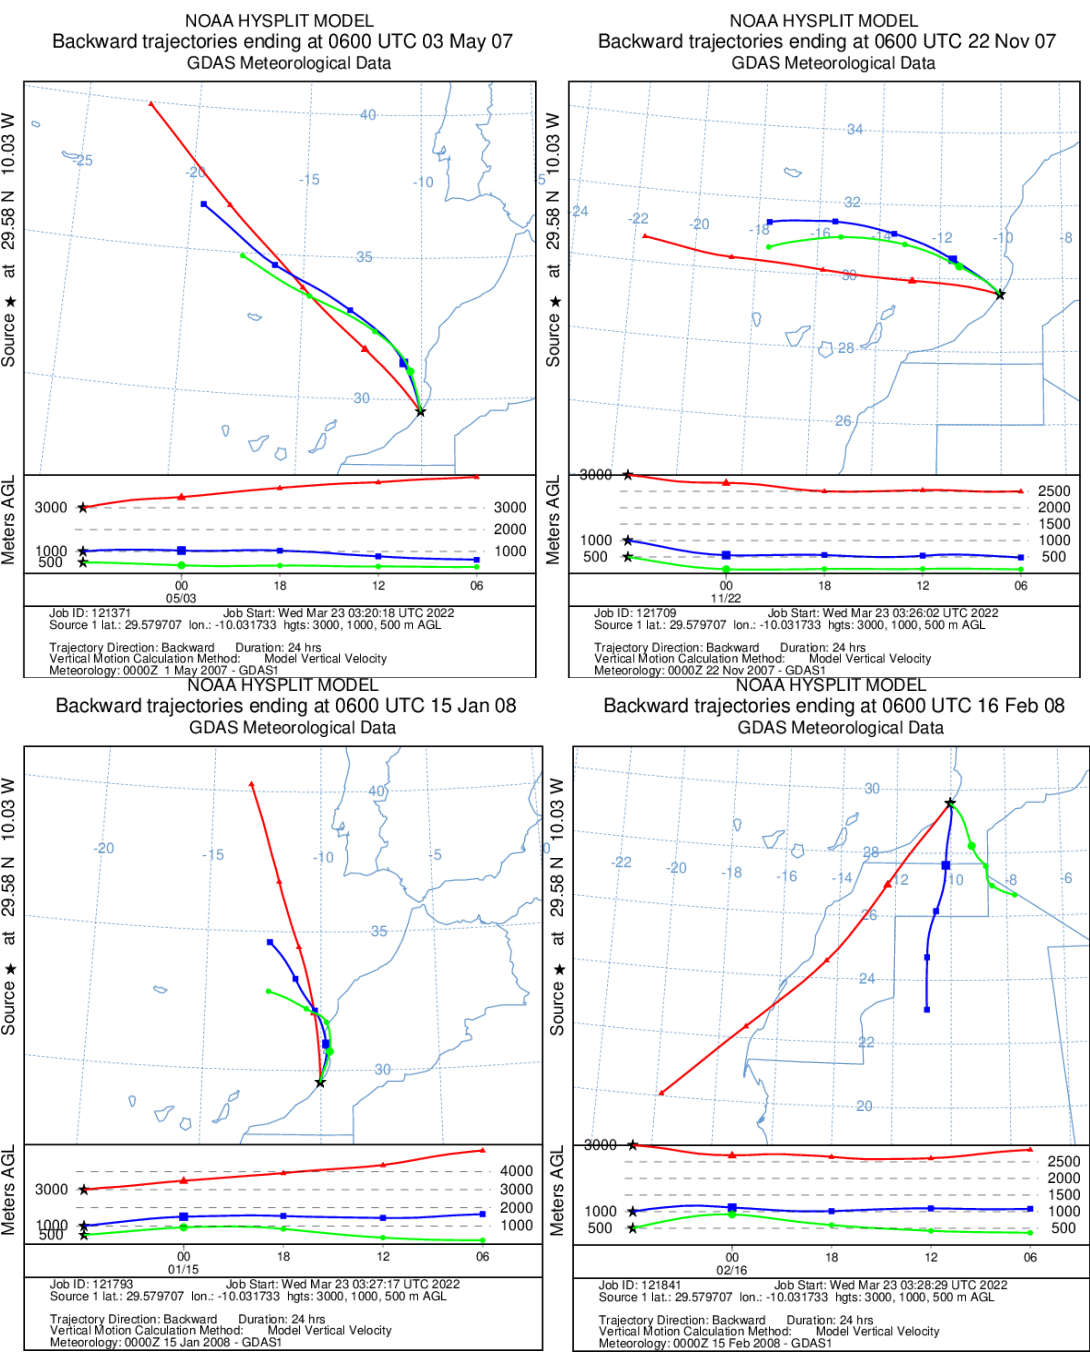 NOAA HYSPLIT MODEL
Backward trajectories ending at 0600 UTC 03 May 07
GDAS Meteorological Data
Source ★ at 29.58 N 10.03 W
40
-25
-20
-15
-10
-5
35
30
Meters AGL
3000
3000
2000
1000
1000
500
00
18
12
06
05/03
Job ID: 121371 Job Start: Wed Mar 23 03:20:18 UTC 2022
Source 1 lat.: 29.579707 lon.: -10.031733 hgts: 3000, 1000, 500 m AGL
Trajectory Direction: Backward Duration: 24 hrs
Vertical Motion Calculation Method: Model Vertical Velocity
Meteorology: 0000Z 1 May 2007 - GDAS1
NOAA HYSPLIT MODEL
Backward trajectories ending at 0600 UTC 22 Nov 07
GDAS Meteorological Data
Source ★ at 29.58 N 10.03 W
34
32
-24
-22
-20
-18
-16
-14
-12
-10
-8
30
28
26
Meters AGL
3000
2500
2000
1500
1000
1000
500
500
00
18
12
06
11/22
Job ID: 121709 Job Start: Wed Mar 23 03:26:02 UTC 2022
Source 1 lat.: 29.579707 lon.: -10.031733 hgts: 3000, 1000, 500 m AGL
Trajectory Direction: Backward Duration: 24 hrs
Vertical Motion Calculation Method: Model Vertical Velocity
Meteorology: 0000Z 22 Nov 2007 - GDAS1
NOAA HYSPLIT MODEL
Backward trajectories ending at 0600 UTC 15 Jan 08
GDAS Meteorological Data
Source ★ at 29.58 N 10.03 W
40
-20
-15
-10
-5
0
35
30
Meters AGL
4000
3000
3000
2000
1000
1000
500
00
18
12
06
01/15
Job ID: 121793 Job Start: Wed Mar 23 03:27:17 UTC 2022
Source 1 lat.: 29.579707 lon.: -10.031733 hgts: 3000, 1000, 500 m AGL
Trajectory Direction: Backward Duration: 24 hrs
Vertical Motion Calculation Method: Model Vertical Velocity
Meteorology: 0000Z 15 Jan 2008 - GDAS1
NOAA HYSPLIT MODEL
Backward trajectories ending at 0600 UTC 16 Feb 08
GDAS Meteorological Data
Source ★ at 29.58 N 10.03 W
30
28
-22
-20
-18
-16
-14
-12
-10
-8
-6
26
24
22
20
Meters AGL
3000
2500
2000
1500
1000
1000
500
500
00
18
12
06
02/16
Job ID: 121841 Job Start: Wed Mar 23 03:28:29 UTC 2022
Source 1 lat.: 29.579707 lon.: -10.031733 hgts: 3000, 1000, 500 m AGL
Trajectory Direction: Backward Duration: 24 hrs
Vertical Motion Calculation Method: Model Vertical Velocity
Meteorology: 0000Z 15 Feb 2008 - GDAS1